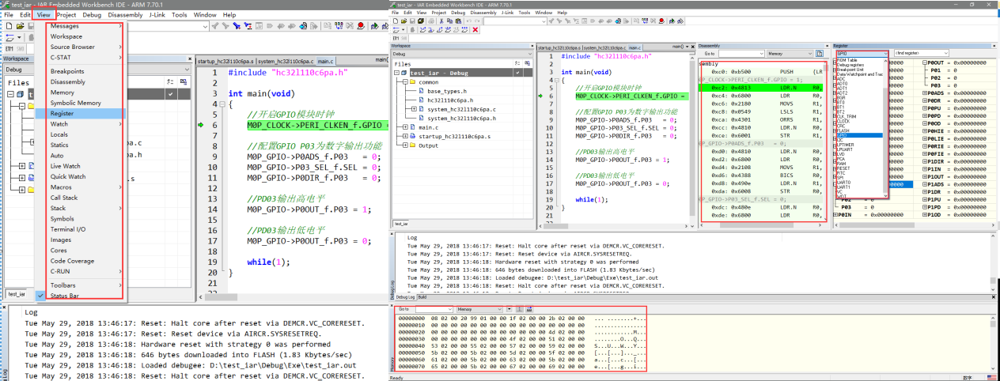 test_iar - IAR Embedded Workbench IDE - ARM 7.70.1
File Edit View Project Debug Disassembly J-Link Tools Window Help
Messages
Workspace
Source Browser
C-STAT
Breakpoints
Disassembly
Memory
Symbolic Memory
Register
Watch
Locals
Statics
Auto
Live Watch
Quick Watch
Macros
Call Stack
Stack
Symbols
Terminal I/O
Images
Cores
Code Coverage
C-RUN
Toolbars
Status Bar
Workspace
Debug
Files
test_iar
startup_hc32l110c6pa.s system_hc32l110c6pa.c main.c
main()
1 #include "hc32l110c6pa.h"
2
3 int main(void)
4 {
5 //开启GPIO模块时钟
6 M0P_CLOCK->PERI_CLKEN_f.GPIO =
7
8 //配置GPIO P03为数字输出功能
9 M0P_GPIO->P0ADS_f.P03 = 0;
10 M0P_GPIO->P03_SEL_f.SEL = 0;
11 M0P_GPIO->P0DIR_f.P03 = 0;
12
13 //PD03输出高电平
14 M0P_GPIO->P0OUT_f.P03 = 1;
15
16 //PD03输出低电平
17 M0P_GPIO->P0OUT_f.P03 = 0;
18
19 while(1);
20 }
21
22
Log
Tue May 29, 2018 13:46:17: Reset: Halt core after reset via DEMCR.VC_CORERESET.
Tue May 29, 2018 13:46:17: Reset: Reset device via AIRCR.SYSRESETREQ.
Tue May 29, 2018 13:46:18: Hardware reset with strategy 0 was performed
Tue May 29, 2018 13:46:18: 646 bytes downloaded into FLASH (1.83 Kbytes/sec)
Tue May 29, 2018 13:46:18: Loaded debugee: D:\test_iar\Debug\Exe\test_iar.out
Tue May 29, 2018 13:46:18: Reset: Halt core after reset via DEMCR.VC_CORERESET.
test_iar - IAR Embedded Workbench IDE - ARM 7.70.1
File Edit View Project Debug Disassembly J-Link Tools Window Help
Workspace
Debug
Files
test_iar - Debug
common
base_types.h
hc32l110c6pa.h
system_hc32l110c6pa.c
system_hc32l110c6pa.h
main.c
startup_hc32l110c6pa.s
Output
test_iar
startup_hc32l110c6pa.s system_hc32l110c6pa.c main.c
main()
1 #include "hc32l110c6pa.h"
2
3 int main(void)
4 {
5 //开启GPIO模块时钟
6 M0P_CLOCK->PERI_CLKEN_f.GPIO =
7
8 //配置GPIO P03为数字输出功能
9 M0P_GPIO->P0ADS_f.P03 = 0;
10 M0P_GPIO->P03_SEL_f.SEL = 0;
11 M0P_GPIO->P0DIR_f.P03 = 0;
12
13 //PD03输出高电平
14 M0P_GPIO->P0OUT_f.P03 = 1;
15
16 //PD03输出低电平
17 M0P_GPIO->P0OUT_f.P03 = 0;
18
19 while(1);
20 }
21
22
Disassembly
Go to Memory
sembly
0xc0: 0xb500 PUSH {LR
0P_CLOCK->PERI_CLKEN_f.GPIO = 1;
0xc2: 0x4813 LDR.N R0,
0xc4: 0x6800 LDR R0,
0xc6: 0x2180 MOVS R1,
0xc8: 0x0549 LSLS R1,
0xca: 0x4301 ORRS R1,
0xcc: 0x4810 LDR.N R0,
0xce: 0x6001 STR R1,
0P_GPIO->P0ADS_f.P03 = 0;
0xd0: 0x4810 LDR.N R0,
0xd2: 0x6800 LDR R0,
0xd4: 0x2108 MOVS R1,
0xd6: 0x4388 BICS R0,
0xd8: 0x490e LDR.N R1,
0xda: 0x6008 STR R0,
0P_GPIO->P03_SEL_f.SEL = 0;
0xdc: 0x480e LDR.N R0,
0xde: 0x6800 LDR R0,
Register
GPIO
(find register)
ROM Table
Debug registers
Breakpoint Unit
Data Watchpoint and Trac
ADC
ADT0
ADT1
ADT2
BGR
BT0
BT1
BT2
CLK_TRIM
CLOCK
CRC
FLASH
GPIO
I2C
LPTIMER
LPUART
LVD
PCA
RAM
RESET
RTC
SPI
UART0
UART1
VC
WDT
P02 = 0
P03 = 0
P0IN = 0x00000000
P0OUT = 0x00000000
P01 = 0
P02 = 0
P03 = 0
P0ADS = 0x00000000
P0DR = 0x00000000
P0PU = 0x00000000
P0PD = 0x00000000
P0OD = 0x00000000
P0HIE = 0x00000000
P0LIE = 0x00000000
P0RIE = 0x00000000
P0FIE = 0x00000000
P1DIR = 0x00000000
P1IN = 0x00000000
P1OUT = 0x00000000
P1ADS = 0x00000000
P1DR = 0x00000000
P1PU = 0x00000000
P1PD = 0x00000000
P1OD = 0x00000000
Log
Tue May 29, 2018 13:46:17: Reset: Halt core after reset via DEMCR.VC_CORERESET.
Tue May 29, 2018 13:46:17: Reset: Reset device via AIRCR.SYSRESETREQ.
Tue May 29, 2018 13:46:18: Hardware reset with strategy 0 was performed
Tue May 29, 2018 13:46:18: 646 bytes downloaded into FLASH (1.83 Kbytes/sec)
Tue May 29, 2018 13:46:18: Loaded debugee: D:\test_iar\Debug\Exe\test_iar.out
Tue May 29, 2018 13:46:18: Reset: Halt core after reset via DEMCR.VC_CORERESET.
Debug Log Build
Go to Memory
00000000 08 02 00 20 99 01 00 00 1f 02 00 00 2b 02 00 00
00000010 00 00 00 00 00 00 00 00 00 00 00 00 00 00 00 00
00000020 00 00 00 00 00 00 00 00 00 00 00 00 4d 02 00 00
00000030 00 00 00 00 00 00 00 00 4f 02 00 00 51 02 00 00
00000040 53 02 00 00 55 02 00 00 57 02 00 00 59 02 00 00
00000050 5b 02 00 00 5b 02 00 00 5d 02 00 00 5f 02 00 00
00000060 61 02 00 00 5b 02 00 00 63 02 00 00 5b 02 00 00
00000070 65 02 00 00 5b 02 00 00 67 02 00 00 69 02 00 00
Ready
数字